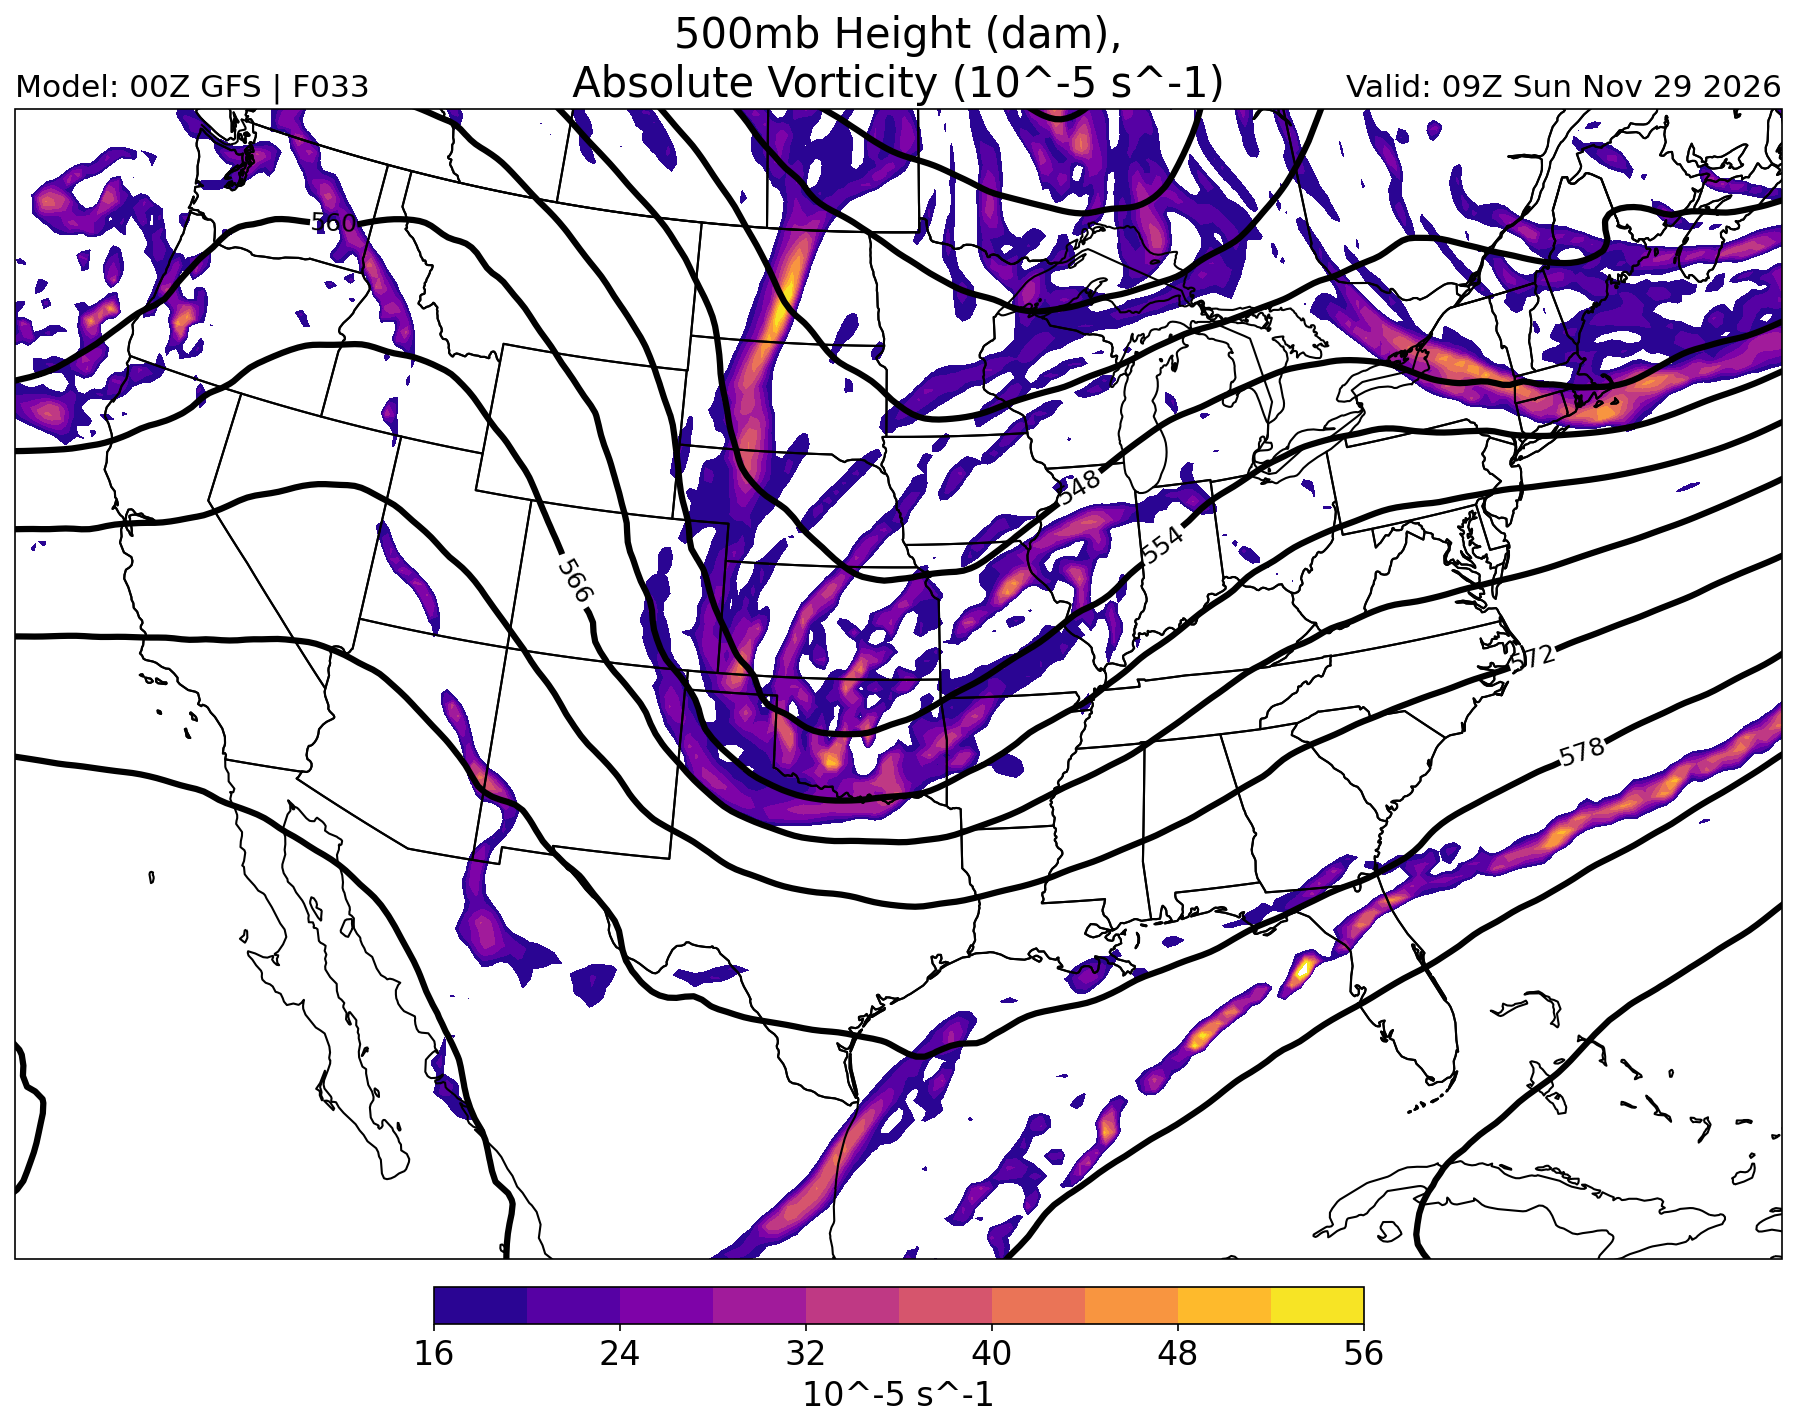 500mb Height (dam),
Absolute Vorticity (10^-5 s^-1)
Model: 00Z GFS | F033
Valid: 09Z Sun Nov 29 2026
560
548
554
566
572
578
16
24
32
40
48
56
10^-5 s^-1